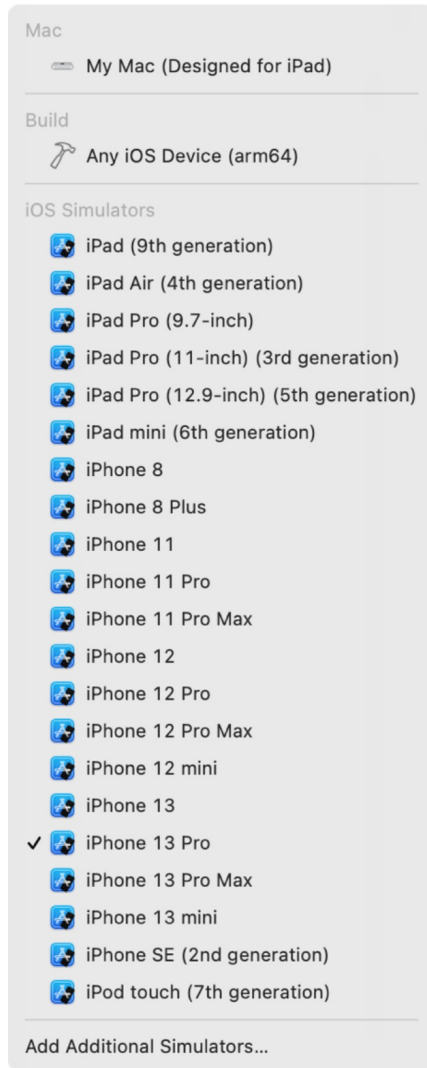 Mac
My Mac (Designed for iPad)
Build
Any iOS Device (arm64)
iOS Simulators
iPad (9th generation)
iPad Air (4th generation)
iPad Pro (9.7-inch)
iPad Pro (11-inch) (3rd generation)
iPad Pro (12.9-inch) (5th generation)
iPad mini (6th generation)
iPhone 8
iPhone 8 Plus
iPhone 11
iPhone 11 Pro
iPhone 11 Pro Max
iPhone 12
iPhone 12 Pro
iPhone 12 Pro Max
iPhone 12 mini
iPhone 13
iPhone 13 Pro
iPhone 13 Pro Max
iPhone 13 mini
iPhone SE (2nd generation)
iPod touch (7th generation)
Add Additional Simulators...